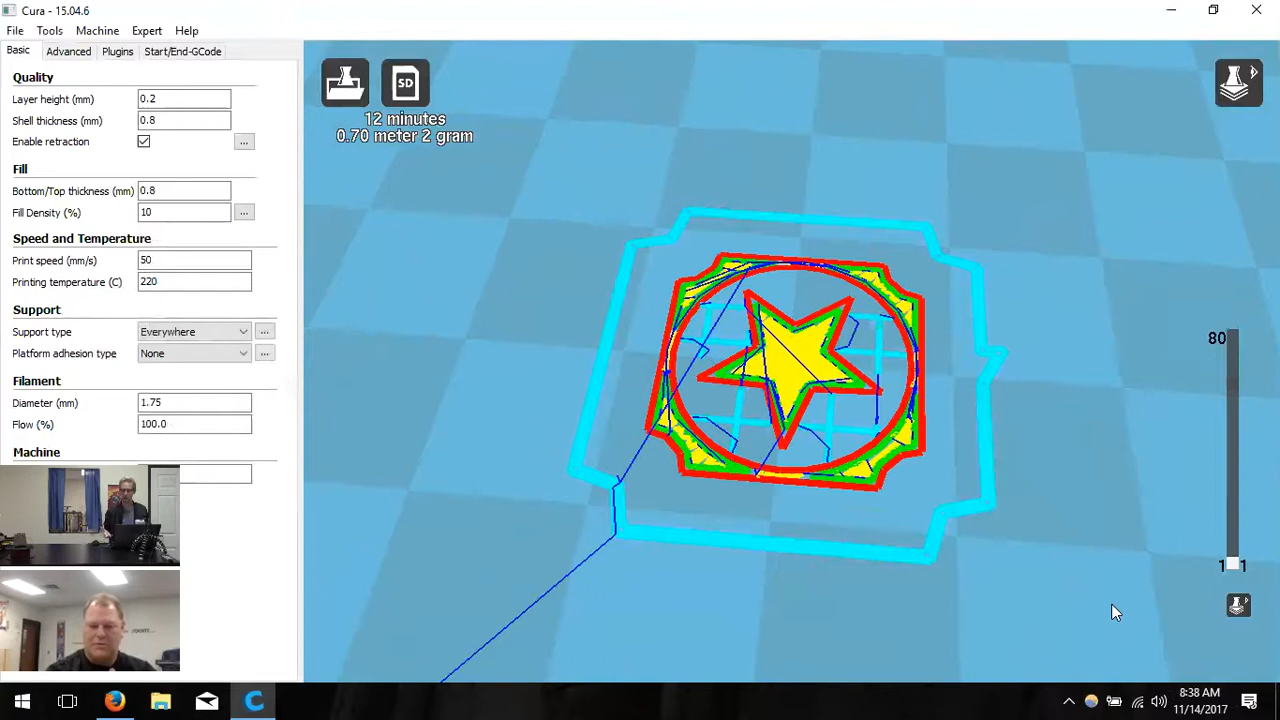 Cura - 15.04.6
File Tools Machine Expert Help
Basic Advanced Plugins Start/End-GCode
Quality
Layer height (mm) 0.2
Shell thickness (mm) 0.8
Enable retraction ...
Fill
Bottom/Top thickness (mm) 0.8
Fill Density (%) 10 ...
Speed and Temperature
Print speed (mm/s) 50
Printing temperature (C) 220
Support
Support type Everywhere ...
Platform adhesion type None ...
Filament
Diameter (mm) 1.75
Flow (%) 100.0
Machine
SD
12 minutes
0.70 meter 2 gram
80
1 1
8:38 AM
11/14/2017